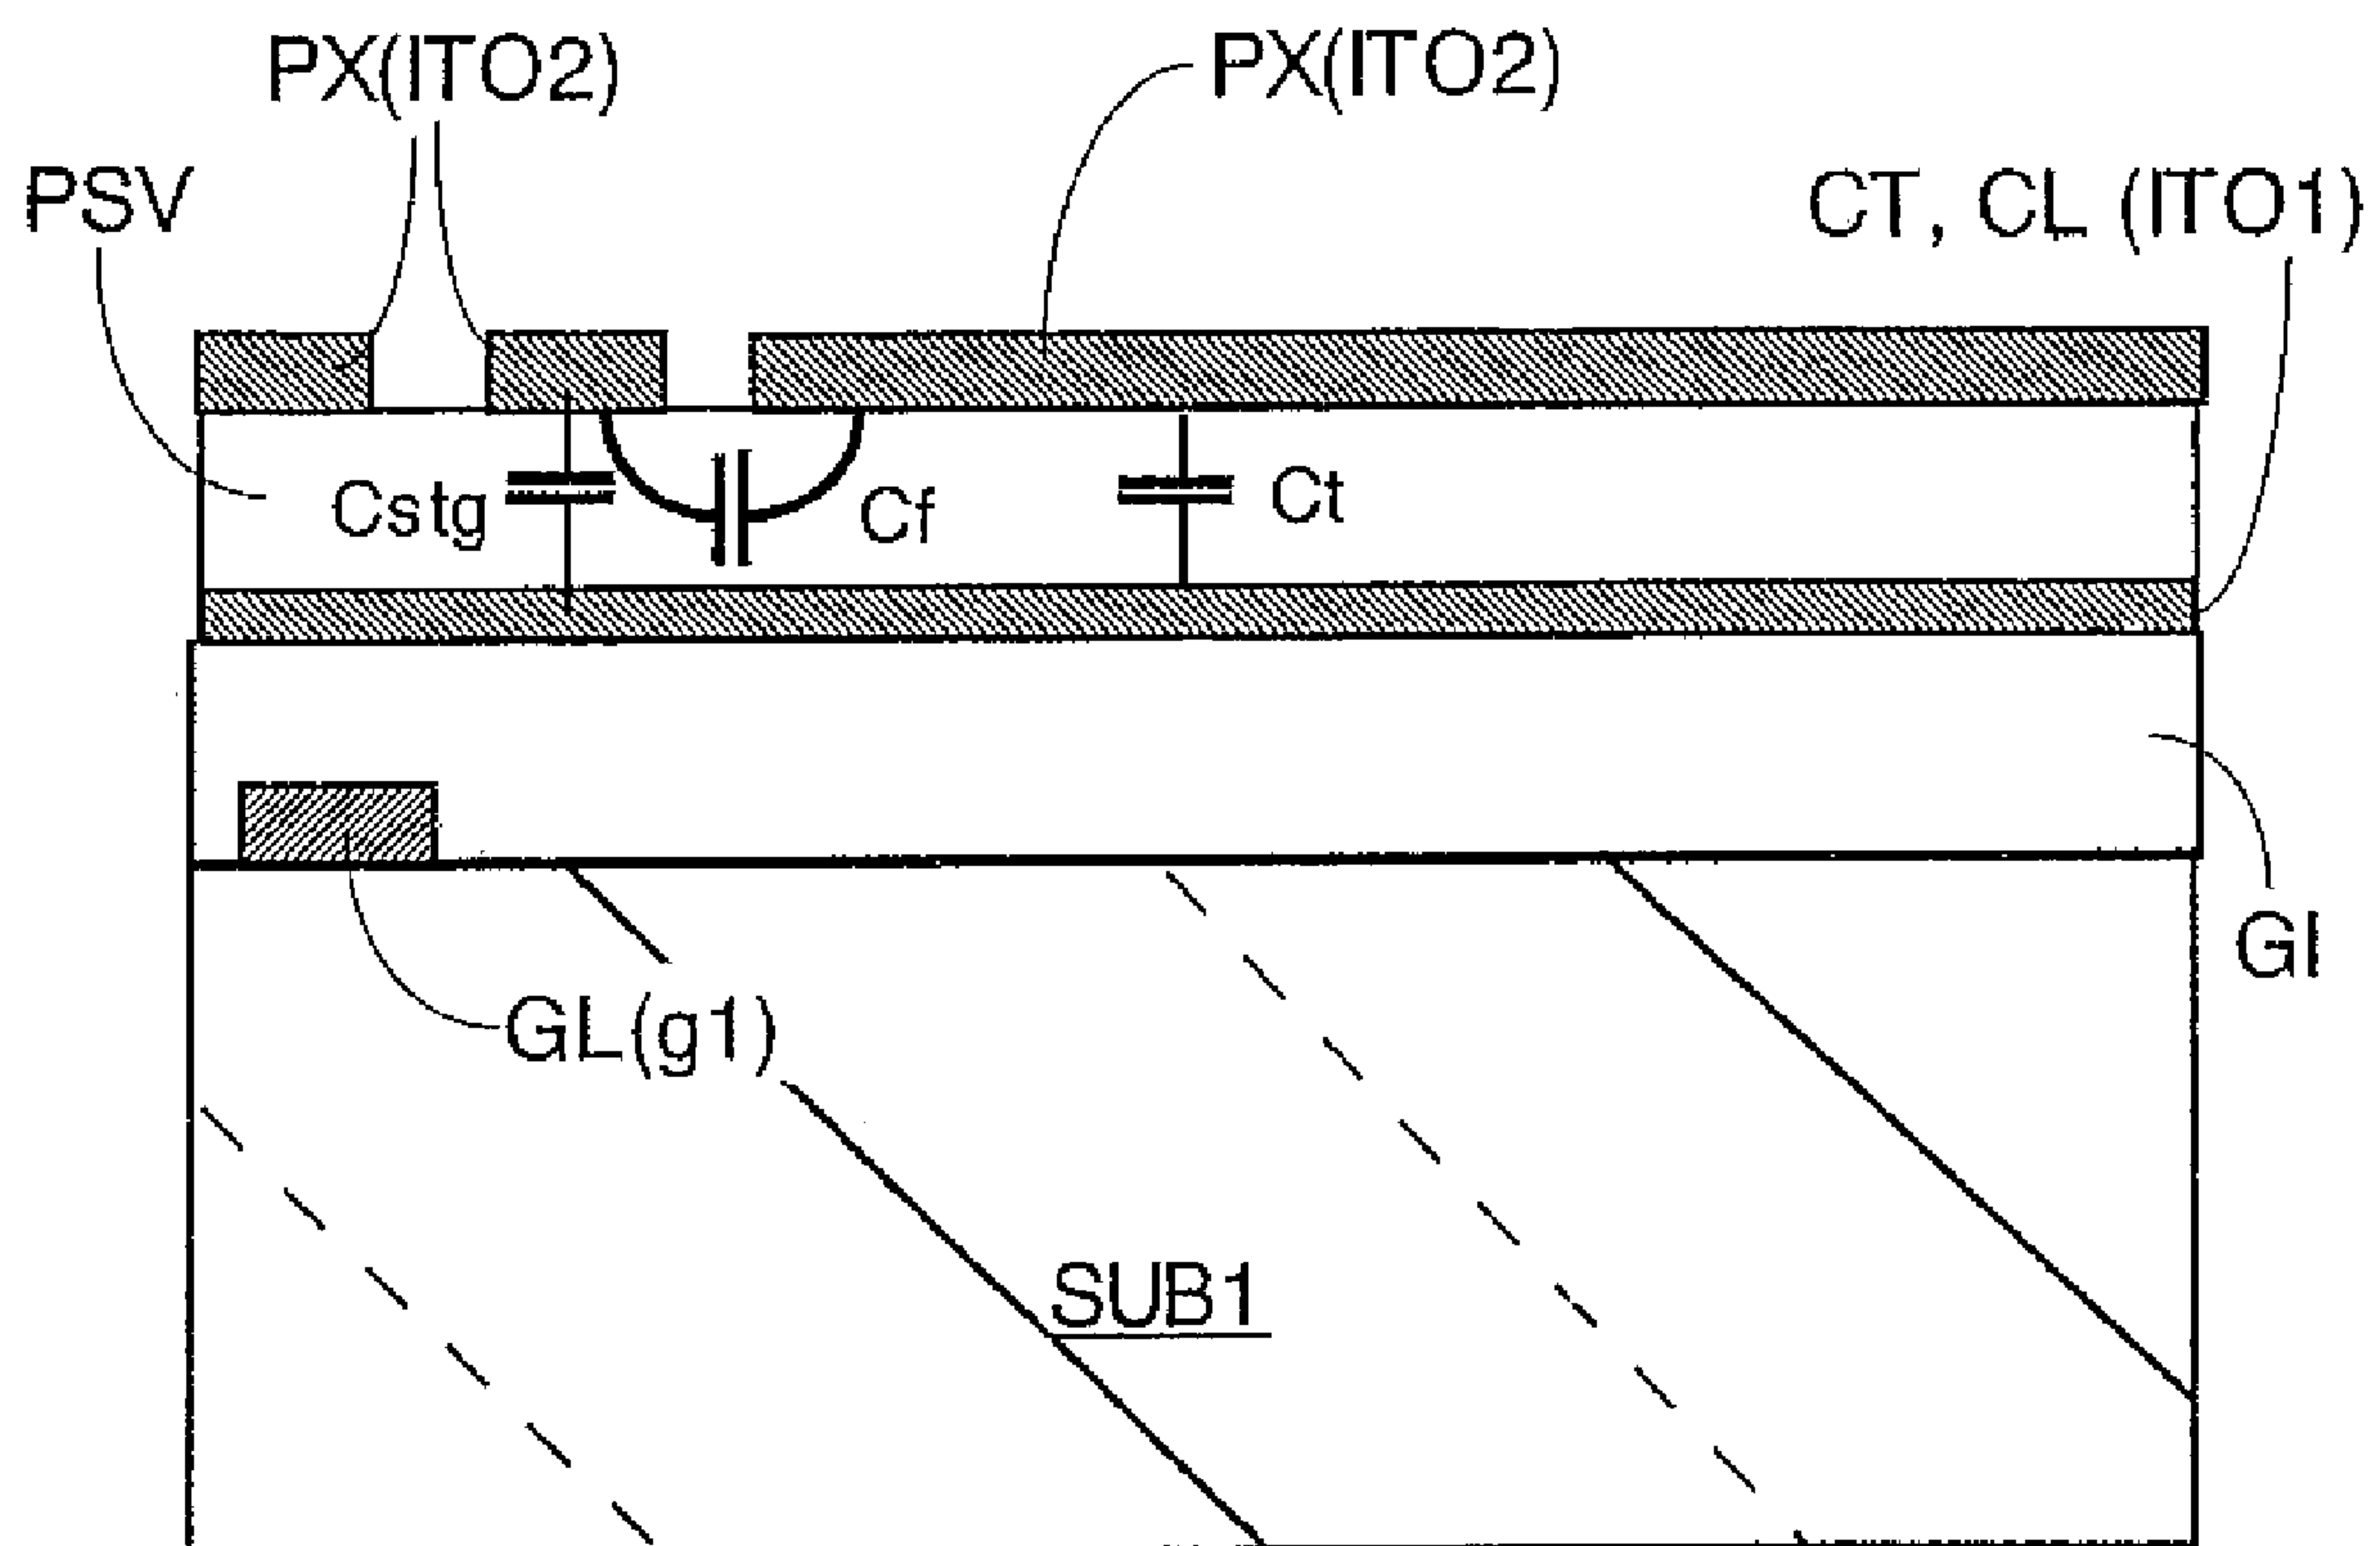 PX(ITO2)
PX(ITO2)
PSV
CT, CL (ITO1)
Cstg
Cf
Ct
GI
GL(g1)
SUB1